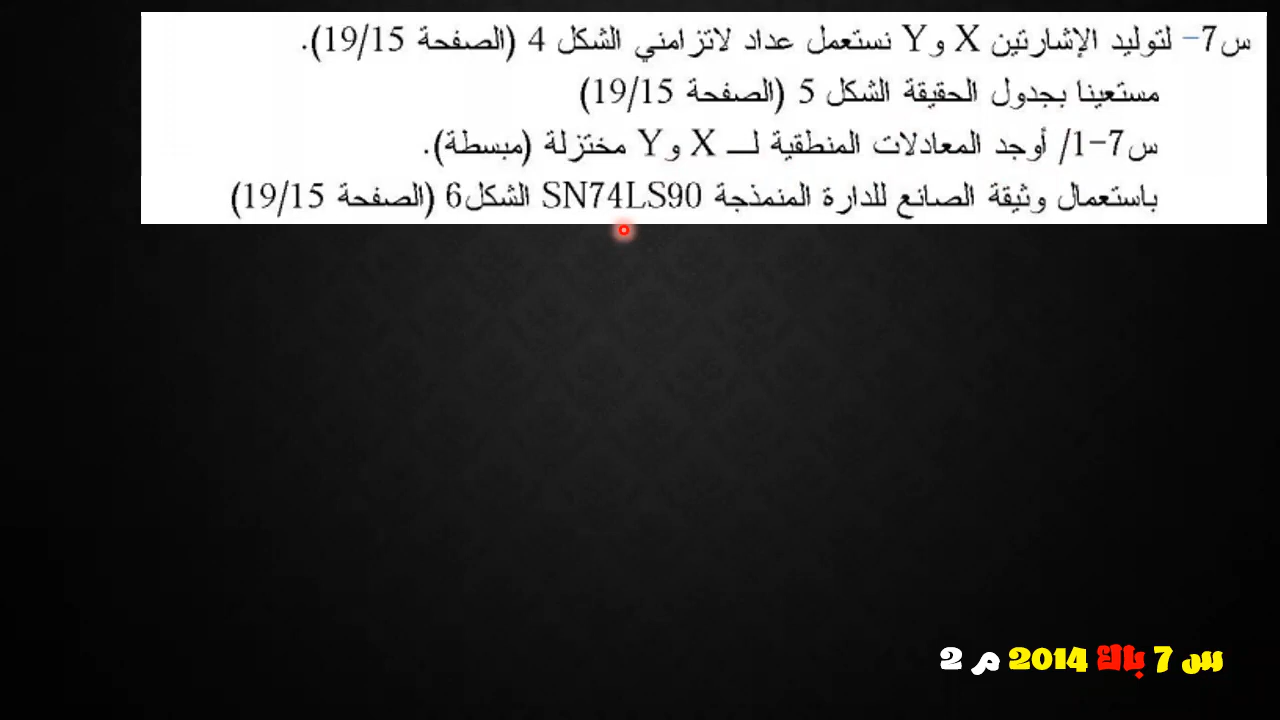 س7- لتوليد الإشارتين X وY نستعمل عداد لاتزامني الشكل 4 (الصفحة 19/15).
مستعينا بجدول الحقيقة الشكل 5 (الصفحة 19/15)
س7-1/ أوجد المعادلات المنطقية لــ X وY مختزلة (مبسطة).
باستعمال وثيقة الصانع للدارة المنمذجة SN74LS90 الشكل6 (الصفحة 19/15)
س 7 باك 2014 م 2